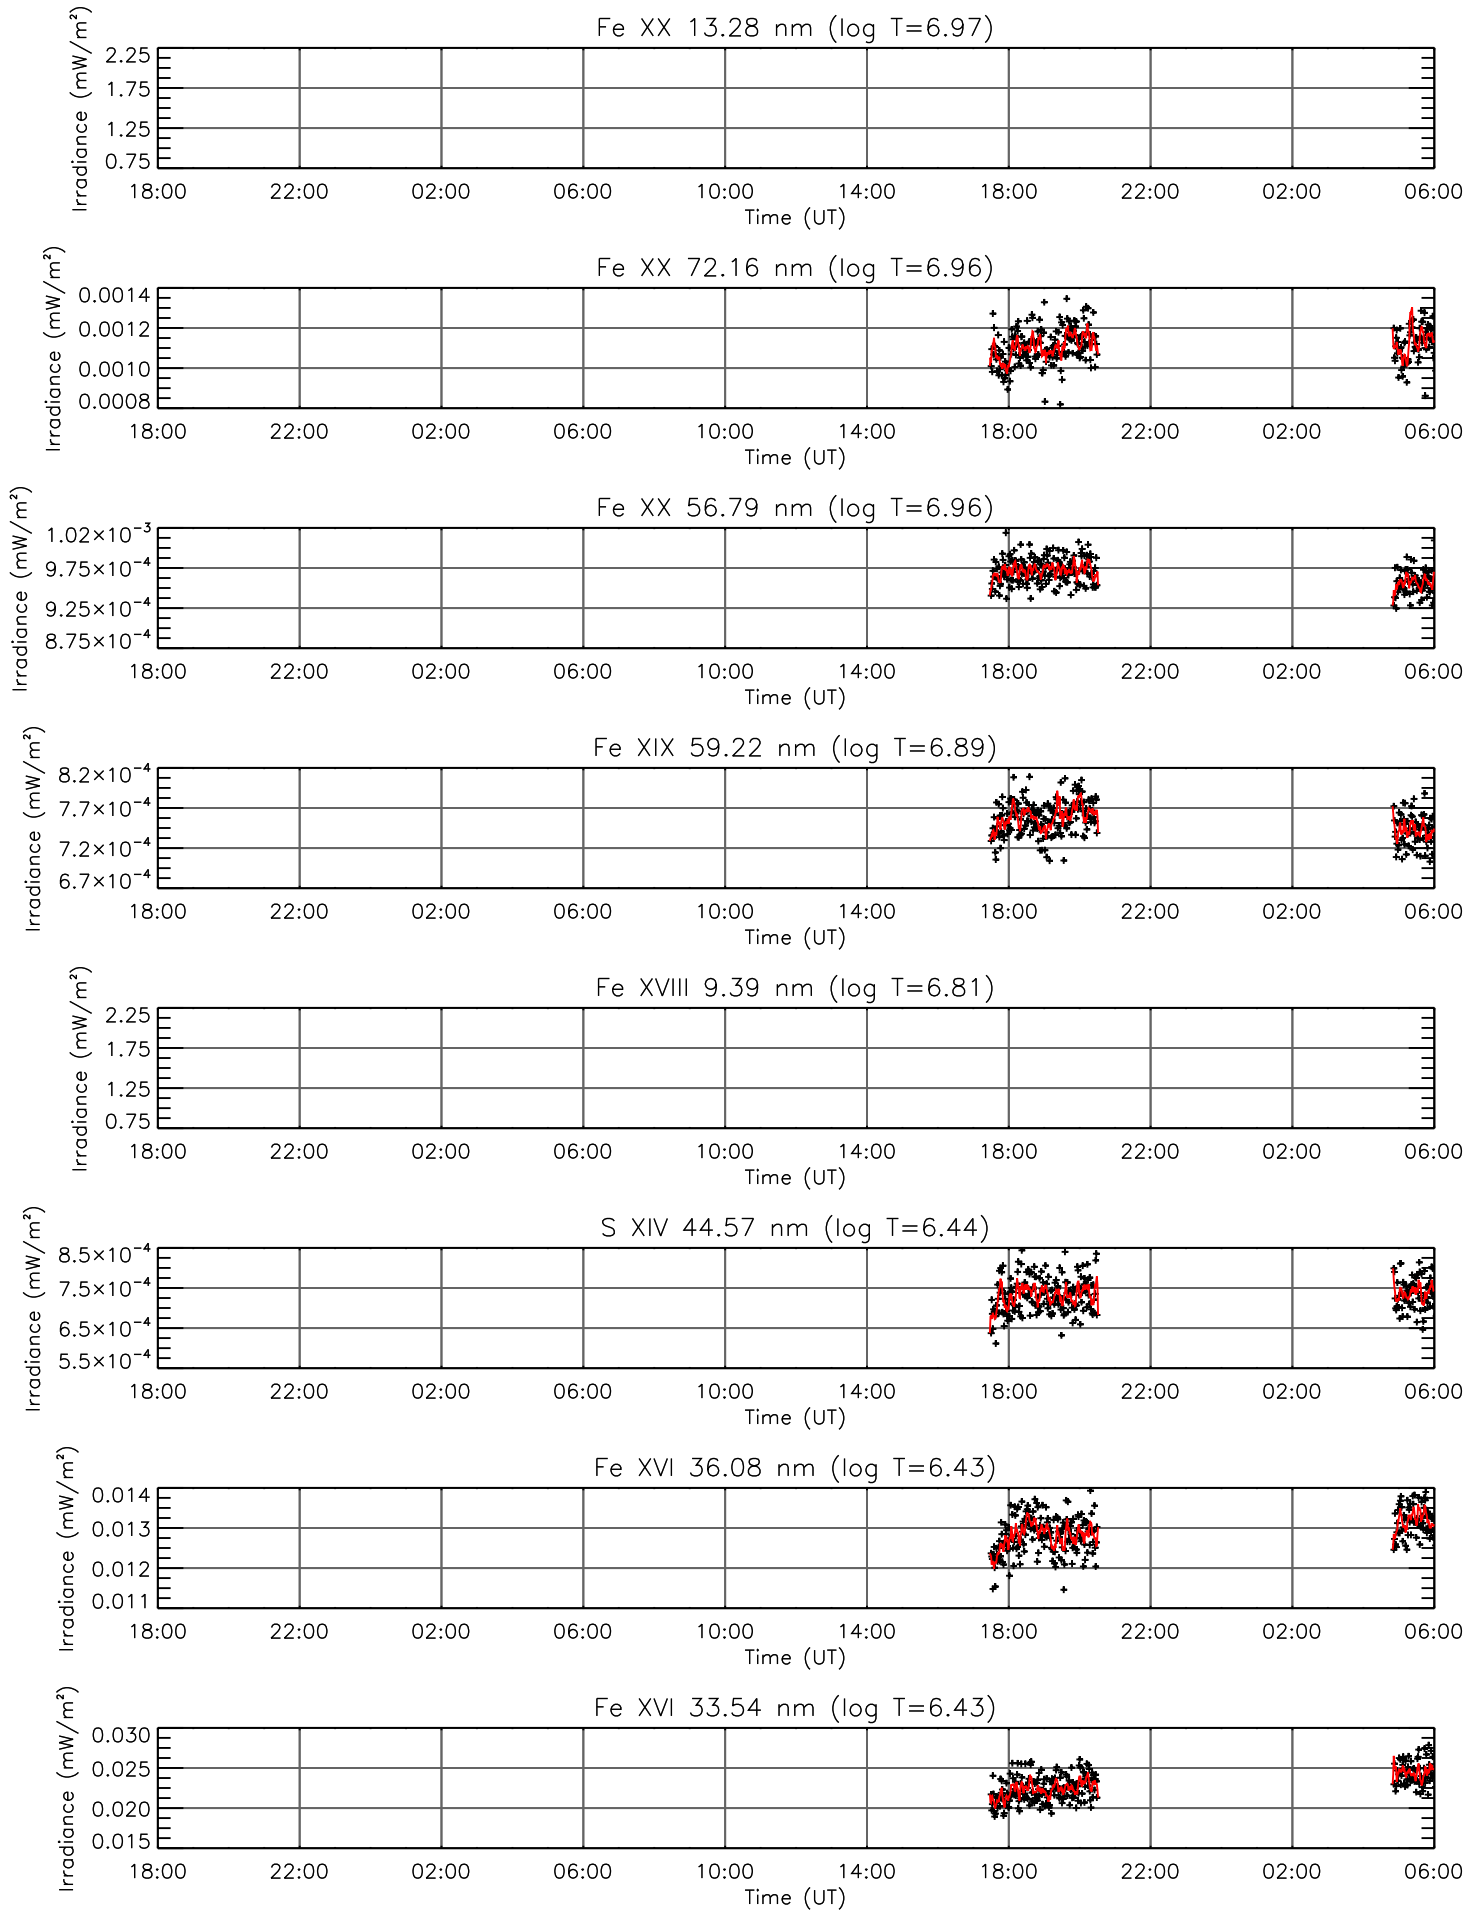 Fe XX 13.28 nm (log T=6.97)
Irradiance (mW/m²)
2.25
1.75
1.25
0.75
18:00 22:00 02:00 06:00 10:00 14:00 18:00 22:00 02:00 06:00
Time (UT)
Fe XX 72.16 nm (log T=6.96)
Irradiance (mW/m²)
0.0014
0.0012
0.0010
0.0008
18:00 22:00 02:00 06:00 10:00 14:00 18:00 22:00 02:00 06:00
Time (UT)
Fe XX 56.79 nm (log T=6.96)
Irradiance (mW/m²)
1.02×10⁻³
9.75×10⁻⁴
9.25×10⁻⁴
8.75×10⁻⁴
18:00 22:00 02:00 06:00 10:00 14:00 18:00 22:00 02:00 06:00
Time (UT)
Fe XIX 59.22 nm (log T=6.89)
Irradiance (mW/m²)
8.2×10⁻⁴
7.7×10⁻⁴
7.2×10⁻⁴
6.7×10⁻⁴
18:00 22:00 02:00 06:00 10:00 14:00 18:00 22:00 02:00 06:00
Time (UT)
Fe XVIII 9.39 nm (log T=6.81)
Irradiance (mW/m²)
2.25
1.75
1.25
0.75
18:00 22:00 02:00 06:00 10:00 14:00 18:00 22:00 02:00 06:00
Time (UT)
S XIV 44.57 nm (log T=6.44)
Irradiance (mW/m²)
8.5×10⁻⁴
7.5×10⁻⁴
6.5×10⁻⁴
5.5×10⁻⁴
18:00 22:00 02:00 06:00 10:00 14:00 18:00 22:00 02:00 06:00
Time (UT)
Fe XVI 36.08 nm (log T=6.43)
Irradiance (mW/m²)
0.014
0.013
0.012
0.011
18:00 22:00 02:00 06:00 10:00 14:00 18:00 22:00 02:00 06:00
Time (UT)
Fe XVI 33.54 nm (log T=6.43)
Irradiance (mW/m²)
0.030
0.025
0.020
0.015
18:00 22:00 02:00 06:00 10:00 14:00 18:00 22:00 02:00 06:00
Time (UT)